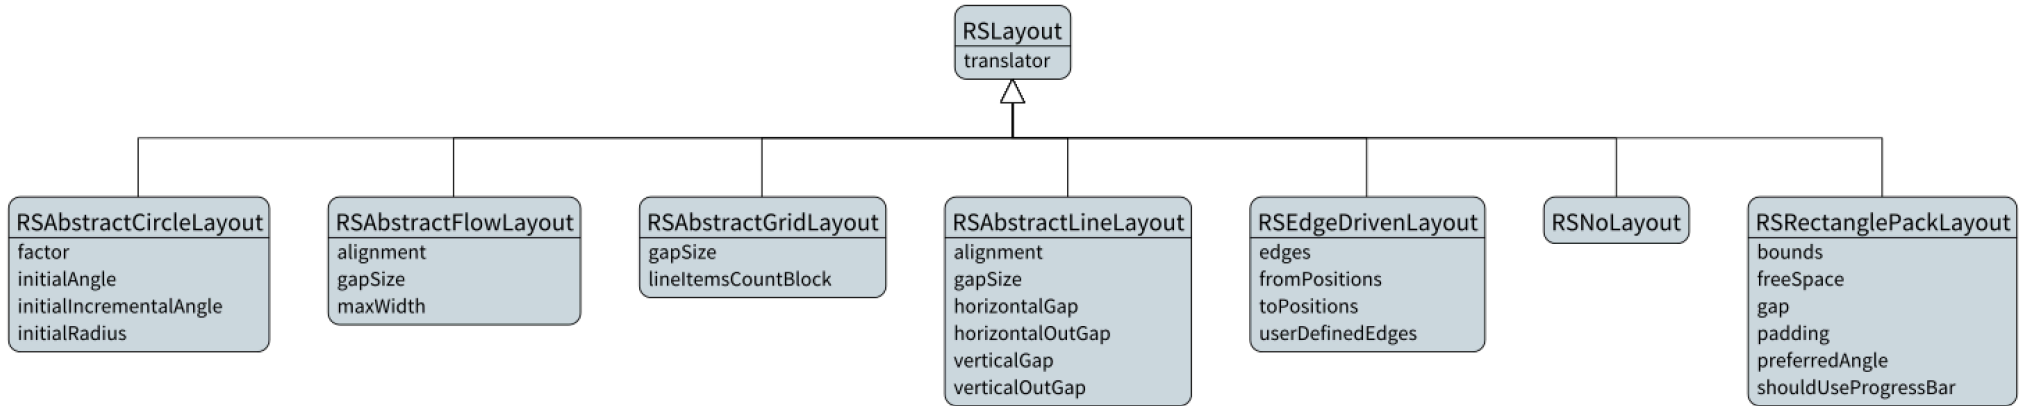 RSLayout
translator
RSAbstractCircleLayout
factor
initialAngle
initialIncrementalAngle
initialRadius
RSAbstractFlowLayout
alignment
gapSize
maxWidth
RSAbstractGridLayout
gapSize
lineItemsCountBlock
RSAbstractLineLayout
alignment
gapSize
horizontalGap
horizontalOutGap
verticalGap
verticalOutGap
RSEdgeDrivenLayout
edges
fromPositions
toPositions
userDefinedEdges
RSNoLayout
RSRectanglePackLayout
bounds
freeSpace
gap
padding
preferredAngle
shouldUseProgressBar